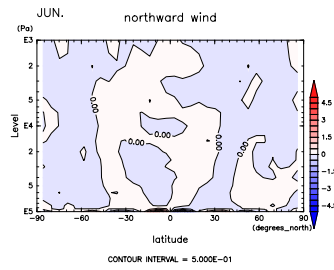 JUN.
northward wind
(Pa)
E3
2
5
E4
2
5
E5
Level
0.00
0.00
0.00
0.00
0.00
0.00
−90 −60 −30 0 30 60 90
(degrees_north)
latitude
4.5
3
1.5
0
−1.5
−3
−4.5
CONTOUR INTERVAL = 5.000E−01